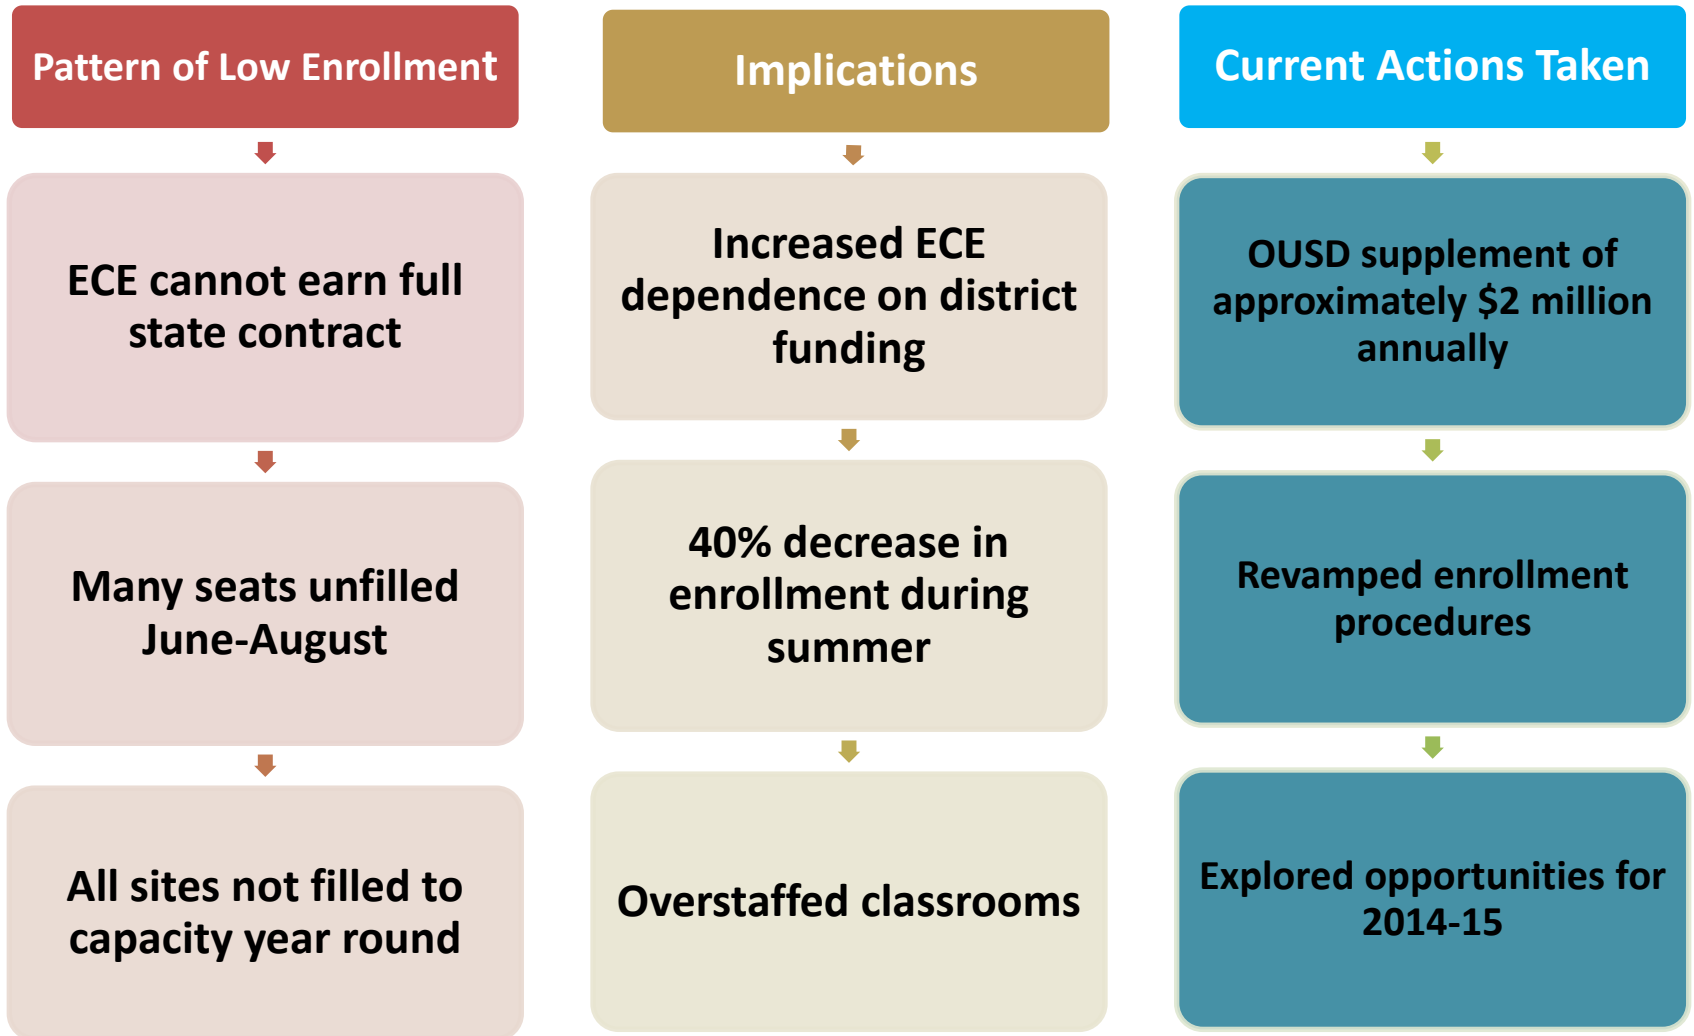 Pattern of Low Enrollment
ECE cannot earn full
state contract
Many seats unfilled
June-August
All sites not filled to
capacity year round
Implications
Increased ECE
dependence on district
funding
40% decrease in
enrollment during
summer
Overstaffed classrooms
Current Actions Taken
OUSD supplement of
approximately $2 million
annually
Revamped enrollment
procedures
Explored opportunities for
2014-15